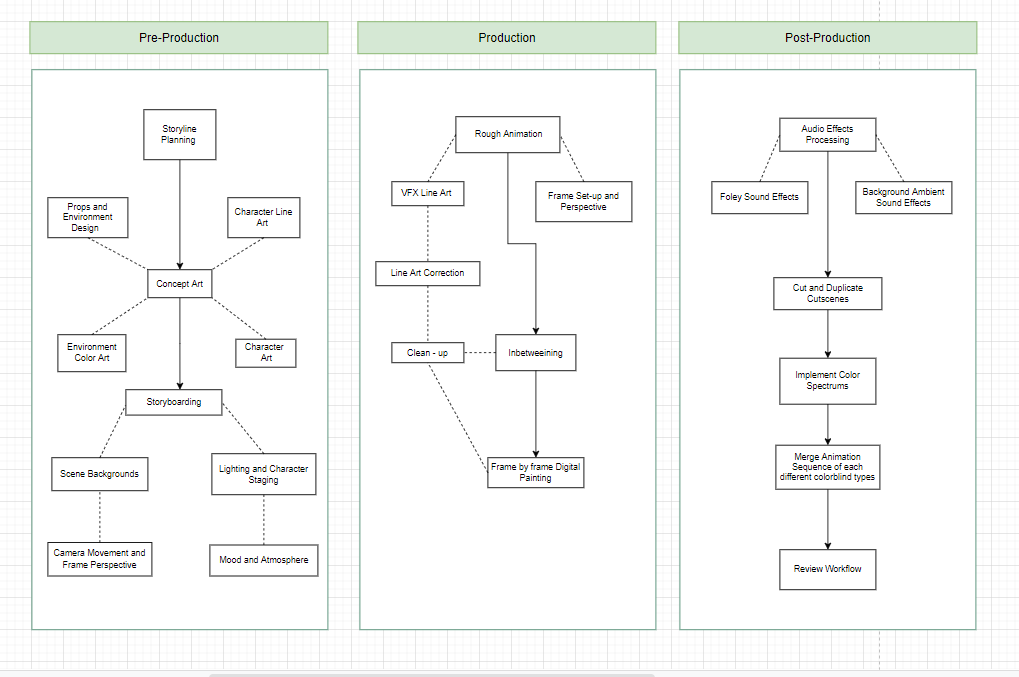 Pre-Production
Production
Post-Production
Storyline
Planning
Props and
Environment
Design
Character Line
Art
Concept Art
Environment
Color Art
Character
Art
Storyboarding
Scene Backgrounds
Lighting and Character
Staging
Camera Movement and
Frame Perspective
Mood and Atmosphere
Rough Animation
VFX Line Art
Frame Set-up and
Perspective
Line Art Correction
Clean - up
Inbetweeining
Frame by frame Digital
Painting
Audio Effects
Processing
Foley Sound Effects
Background Ambient
Sound Effects
Cut and Duplicate
Cutscenes
Implement Color
Spectrums
Merge Animation
Sequence of each
different colorblind types
Review Workflow